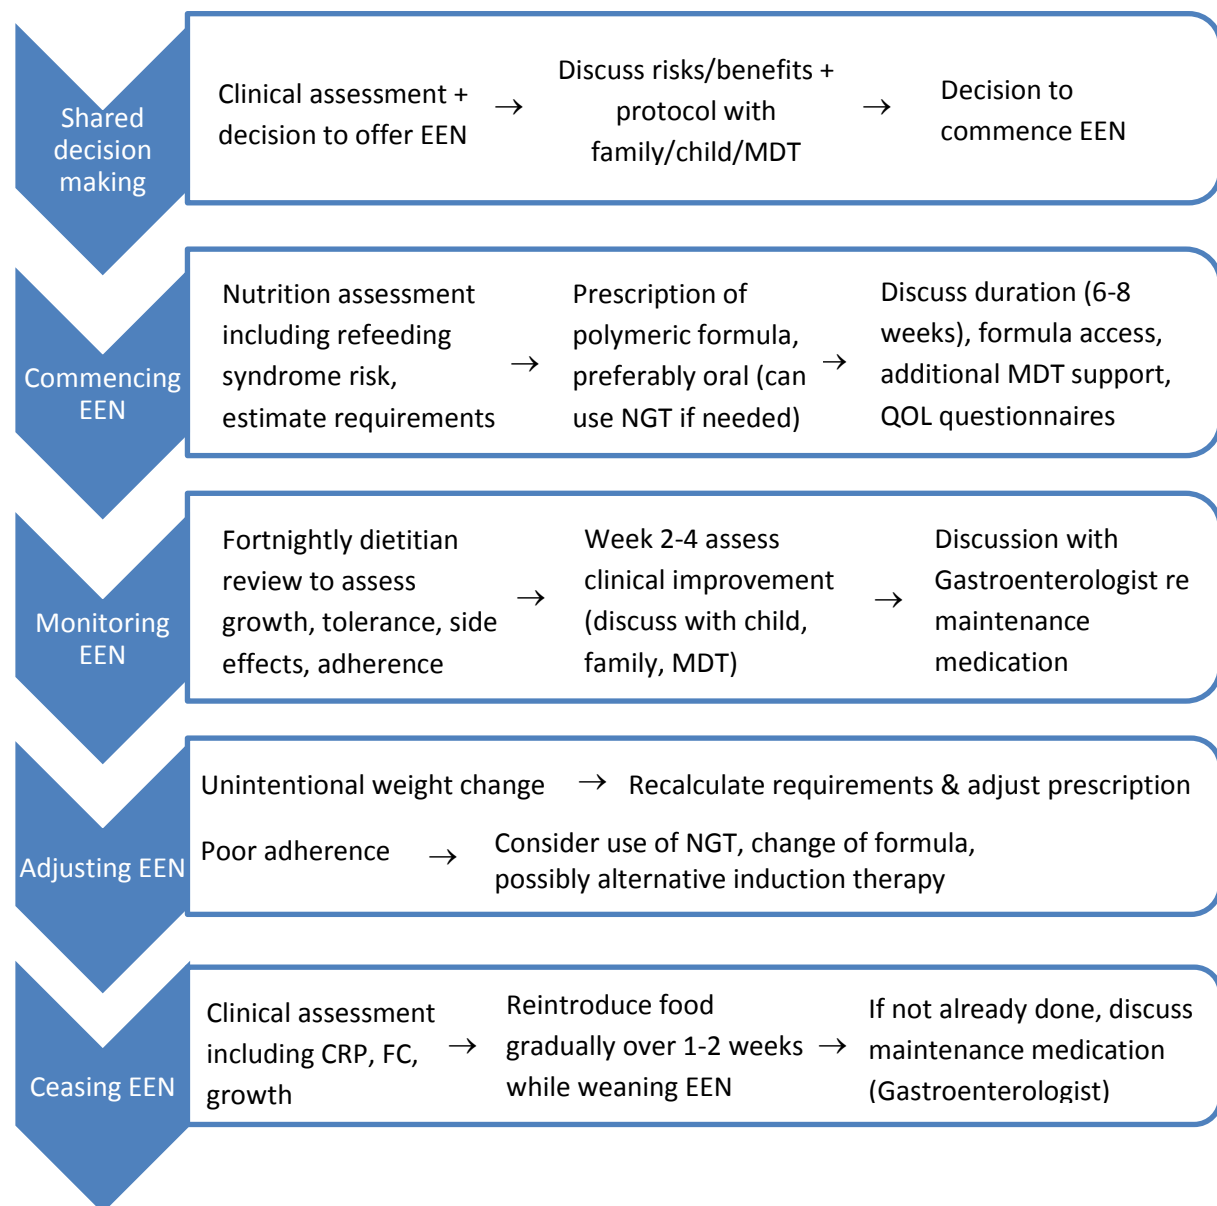 Shared
decision
making
Clinical assessment +
decision to offer EEN
→
Discuss risks/benefits +
protocol with
family/child/MDT
→
Decision to
commence EEN
Commencing
EEN
Nutrition assessment
including refeeding
syndrome risk,
estimate requirements
→
Prescription of
polymeric formula,
preferably oral (can
use NGT if needed)
→
Discuss duration (6-8
weeks), formula access,
additional MDT support,
QOL questionnaires
Monitoring
EEN
Fortnightly dietitian
review to assess
growth, tolerance, side
effects, adherence
→
Week 2-4 assess
clinical improvement
(discuss with child,
family, MDT)
→
Discussion with
Gastroenterologist re
maintenance
medication
Adjusting EEN
Unintentional weight change → Recalculate requirements & adjust prescription
Poor adherence →
Consider use of NGT, change of formula,
possibly alternative induction therapy
Ceasing EEN
Clinical assessment
including CRP, FC,
growth
→
Reintroduce food
gradually over 1-2 weeks
while weaning EEN
→
If not already done, discuss
maintenance medication
(Gastroenterologist)